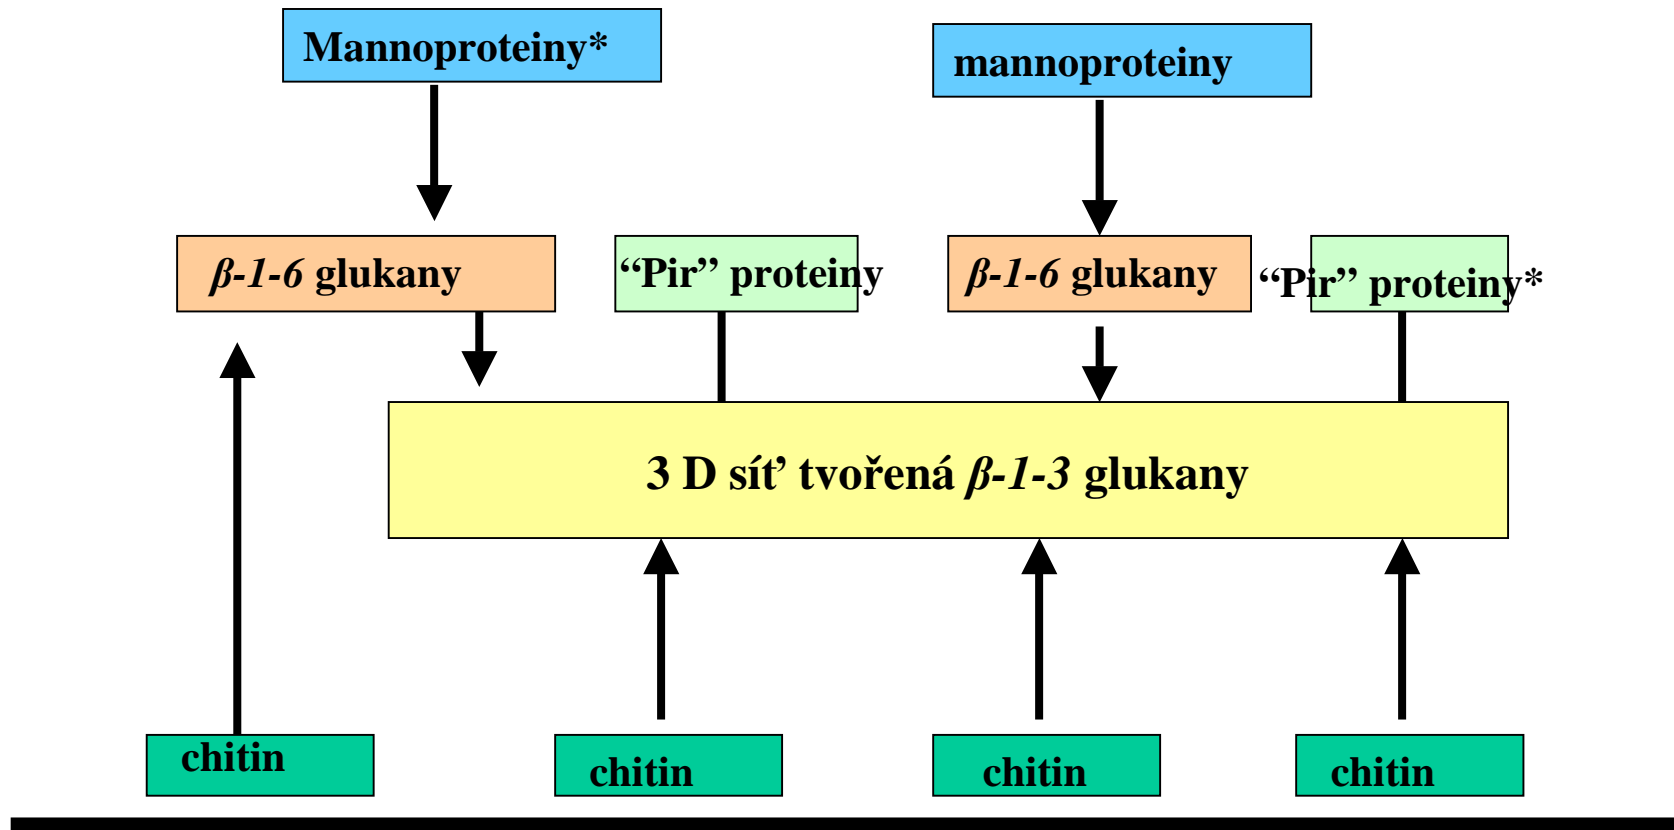 Mannoproteiny*
mannoproteiny
β-1-6 glukany
“Pir” proteiny
β-1-6 glukany
“Pir” proteiny*
3 D síť tvořená β-1-3 glukany
chitin
chitin
chitin
chitin